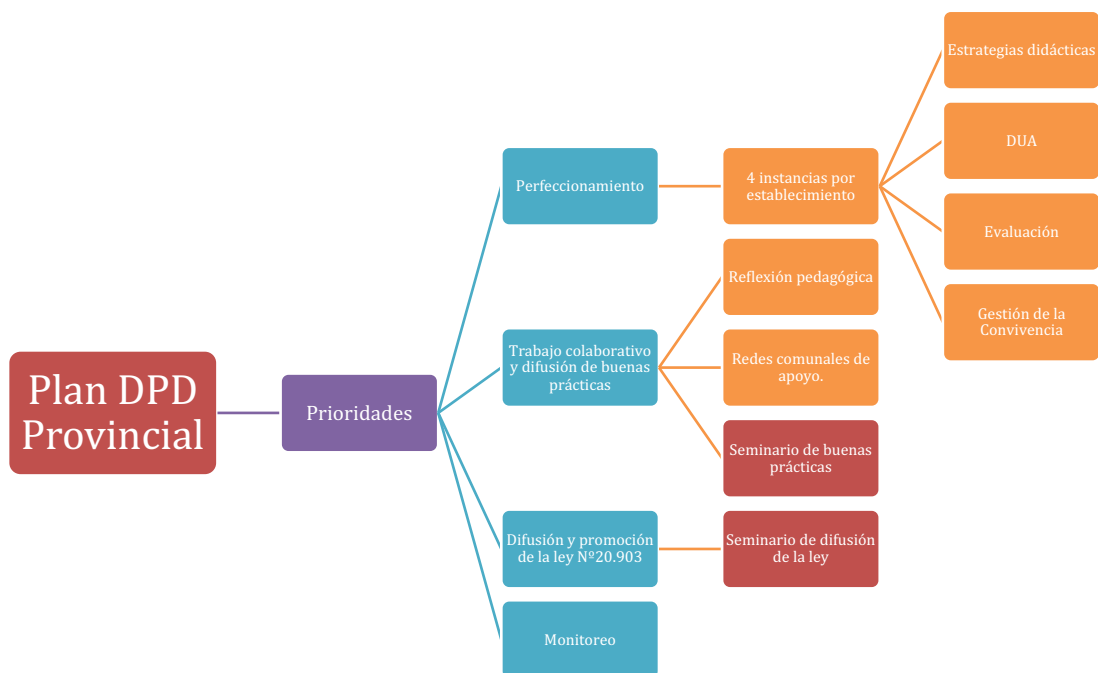 Plan DPD
Provincial
Prioridades
Perfeccionamiento
4 instancias por
establecimiento
Estrategias didácticas
DUA
Evaluación
Gestión de la
Convivencia
Trabajo colaborativo
y difusión de buenas
prácticas
Reflexión pedagógica
Redes comunales de
apoyo.
Seminario de buenas
prácticas
Difusión y promoción
de la ley Nº20.903
Seminario de difusión
de la ley
Monitoreo